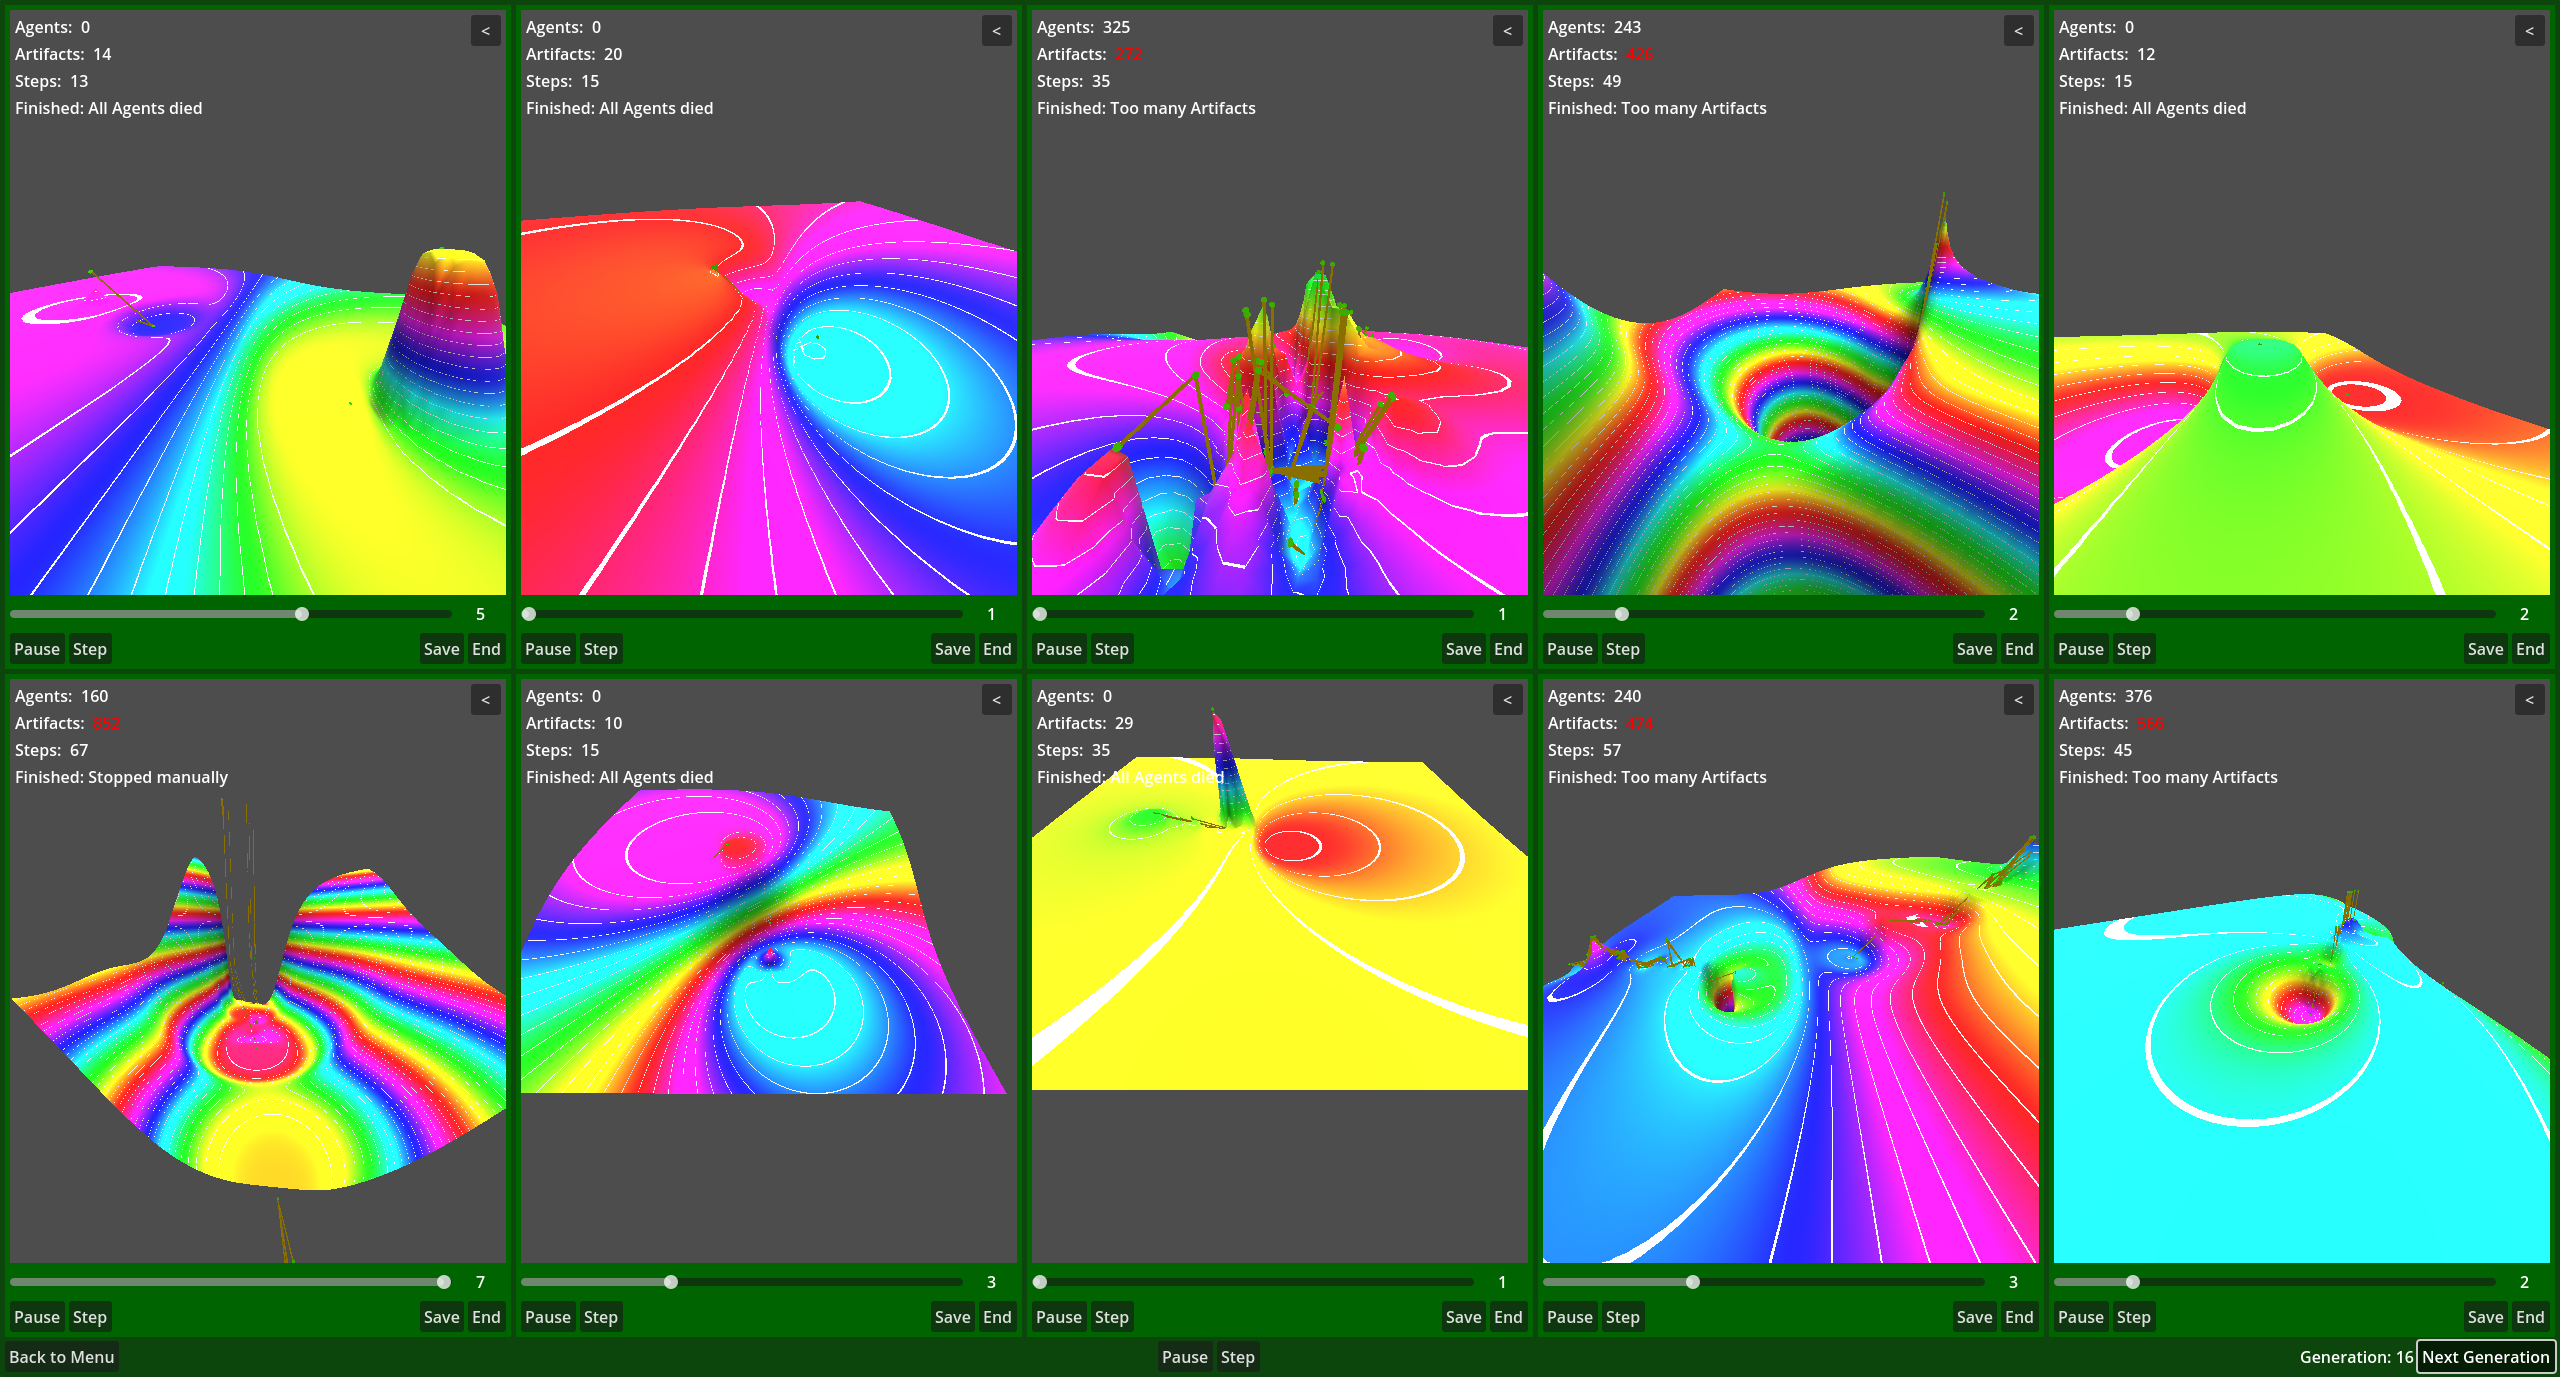 Agents: 0
<
Artifacts: 14
Steps: 13
Finished: All Agents died
5
Pause Step Save End
Agents: 0
<
Artifacts: 20
Steps: 15
Finished: All Agents died
1
Pause Step Save End
Agents: 325
<
Artifacts: 272
Steps: 35
Finished: Too many Artifacts
1
Pause Step Save End
Agents: 243
<
Artifacts: 426
Steps: 49
Finished: Too many Artifacts
2
Pause Step Save End
Agents: 0
<
Artifacts: 12
Steps: 15
Finished: All Agents died
2
Pause Step Save End
Agents: 160
<
Artifacts: 852
Steps: 67
Finished: Stopped manually
7
Pause Step Save End
Agents: 0
<
Artifacts: 10
Steps: 15
Finished: All Agents died
3
Pause Step Save End
Agents: 0
<
Artifacts: 29
Steps: 35
Finished: All Agents died
1
Pause Step Save End
Agents: 240
<
Artifacts: 474
Steps: 57
Finished: Too many Artifacts
3
Pause Step Save End
Agents: 376
<
Artifacts: 566
Steps: 45
Finished: Too many Artifacts
2
Pause Step Save End
Back to Menu Pause Step Generation: 16 Next Generation